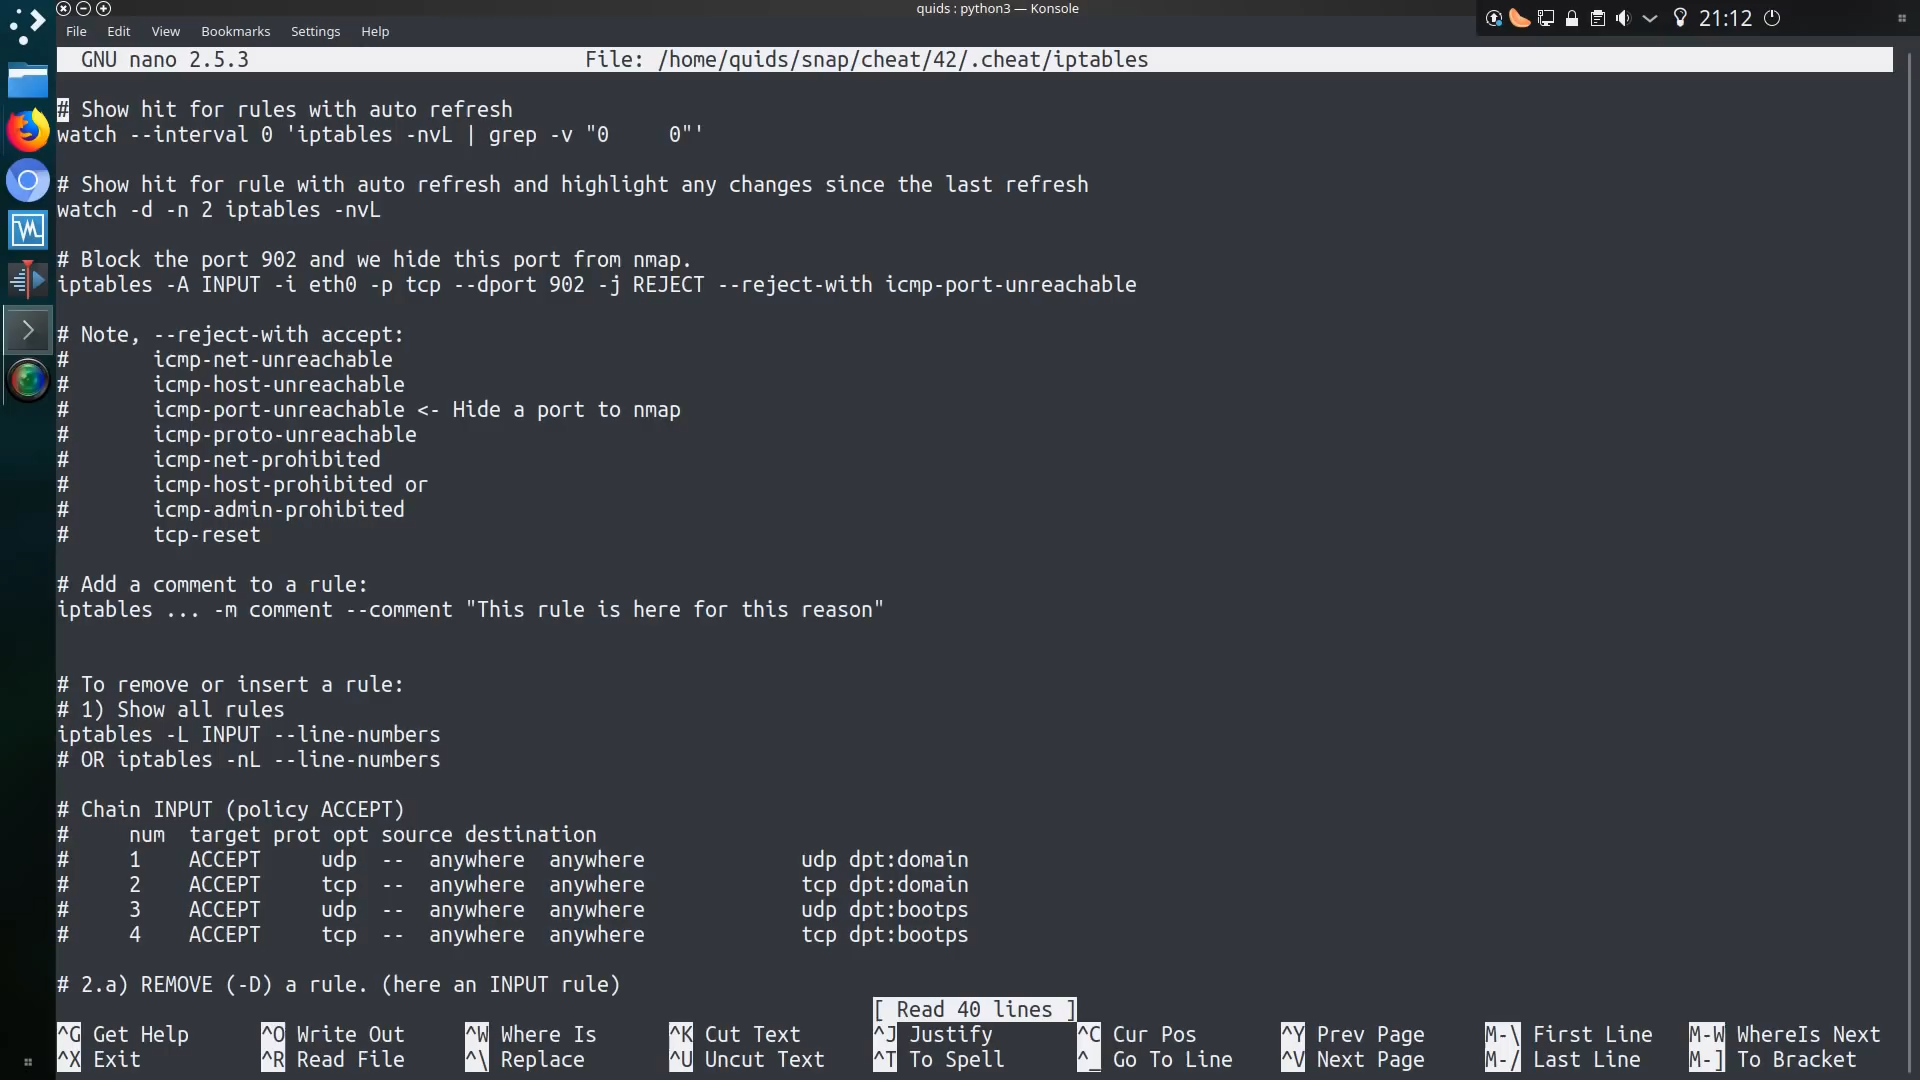 quids : python3 — Konsole
21:12
File Edit View Bookmarks Settings Help
GNU nano 2.5.3 File: /home/quids/snap/cheat/42/.cheat/iptables
# Show hit for rules with auto refresh
watch --interval 0 'iptables -nvL | grep -v "0     0"'
# Show hit for rule with auto refresh and highlight any changes since the last refresh
watch -d -n 2 iptables -nvL
# Block the port 902 and we hide this port from nmap.
iptables -A INPUT -i eth0 -p tcp --dport 902 -j REJECT --reject-with icmp-port-unreachable
# Note, --reject-with accept:
#       icmp-net-unreachable
#       icmp-host-unreachable
#       icmp-port-unreachable <- Hide a port to nmap
#       icmp-proto-unreachable
#       icmp-net-prohibited
#       icmp-host-prohibited or
#       icmp-admin-prohibited
#       tcp-reset
# Add a comment to a rule:
iptables ... -m comment --comment "This rule is here for this reason"
# To remove or insert a rule:
# 1) Show all rules
iptables -L INPUT --line-numbers
# OR iptables -nL --line-numbers
# Chain INPUT (policy ACCEPT)
#     num  target prot opt source destination
#     1    ACCEPT     udp  --  anywhere  anywhere             udp dpt:domain
#     2    ACCEPT     tcp  --  anywhere  anywhere             tcp dpt:domain
#     3    ACCEPT     udp  --  anywhere  anywhere             udp dpt:bootps
#     4    ACCEPT     tcp  --  anywhere  anywhere             tcp dpt:bootps
# 2.a) REMOVE (-D) a rule. (here an INPUT rule)
[ Read 40 lines ]
^G Get Help ^O Write Out ^W Where Is ^K Cut Text ^J Justify ^C Cur Pos ^Y Prev Page M-\ First Line M-W WhereIs Next
^X Exit ^R Read File ^\ Replace ^U Uncut Text ^T To Spell ^_ Go To Line ^V Next Page M-/ Last Line M-] To Bracket